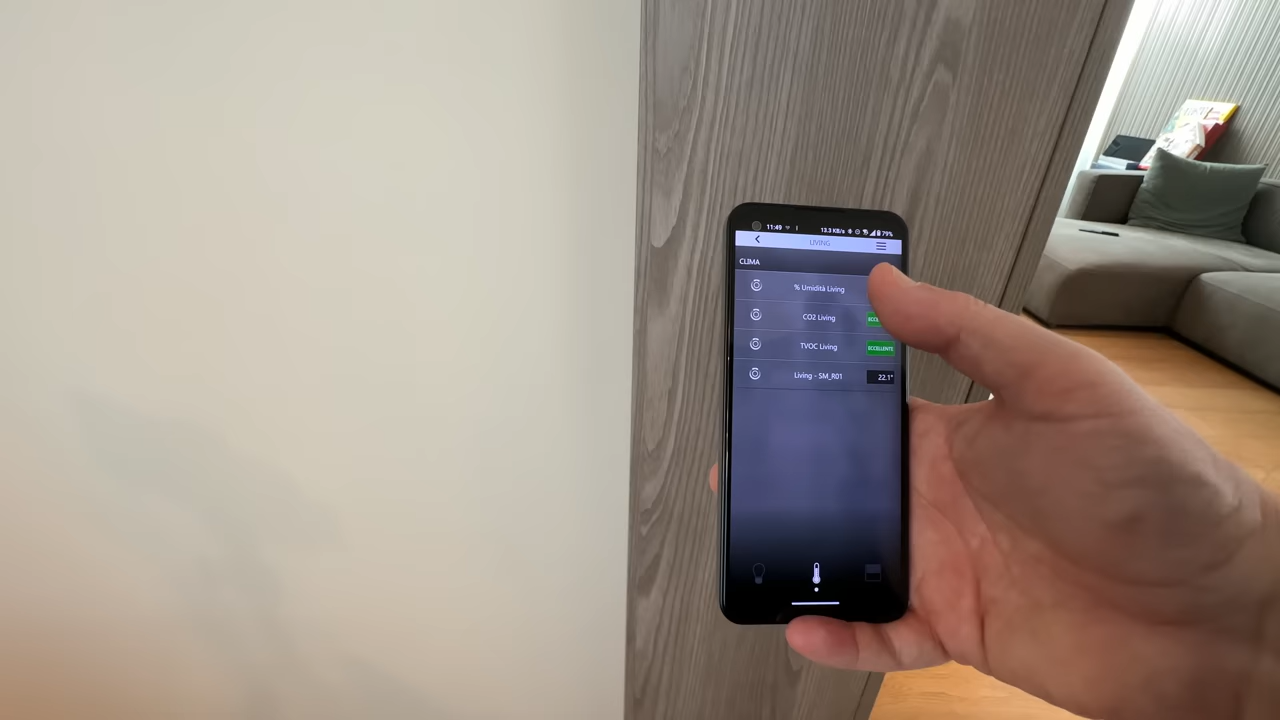 11:49
13.3 KB/s
79%
LIVING
CLIMA
% Umidità Living
CO2 Living
TVOC Living
ECCELLENTE
Living - SM_R01
22.1°